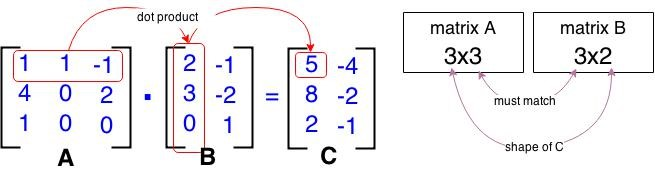 dot product
1 1 -1 2 -1 5 -4
4 0 2 · 3 -2 = 8 -2
1 0 0 0 1 2 -1
A B C
matrix A matrix B
3x3 3x2
must match
shape of C